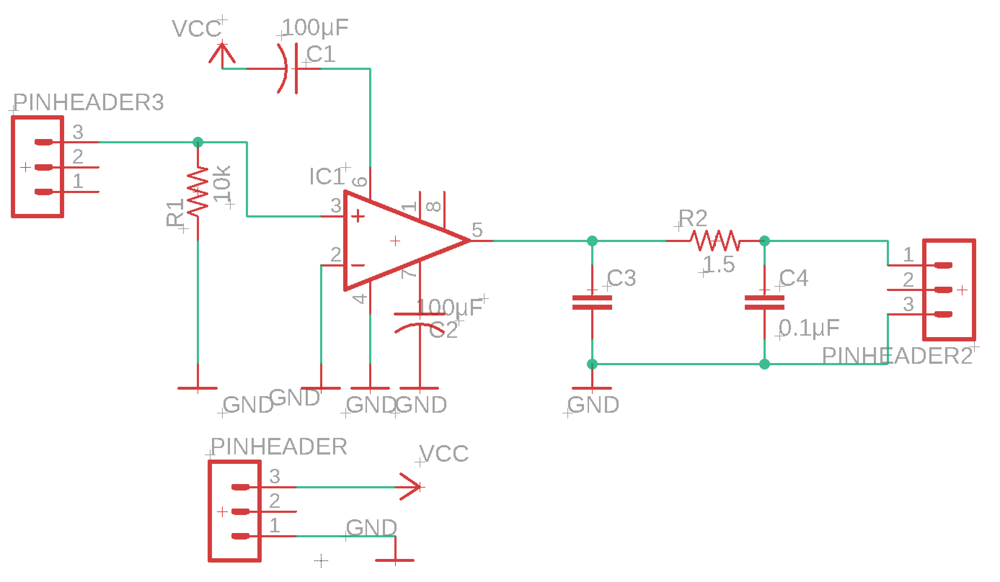 VCC
100µF
C1
PINHEADER3
3
2
1
R1
10k
IC1
6
3
2
1
8
5
7
4
100µF
C2
R2
1.5
C3
C4
0.1µF
1
2
3
PINHEADER2
GND
GND
GND
GND
GND
PINHEADER
3
2
1
VCC
GND